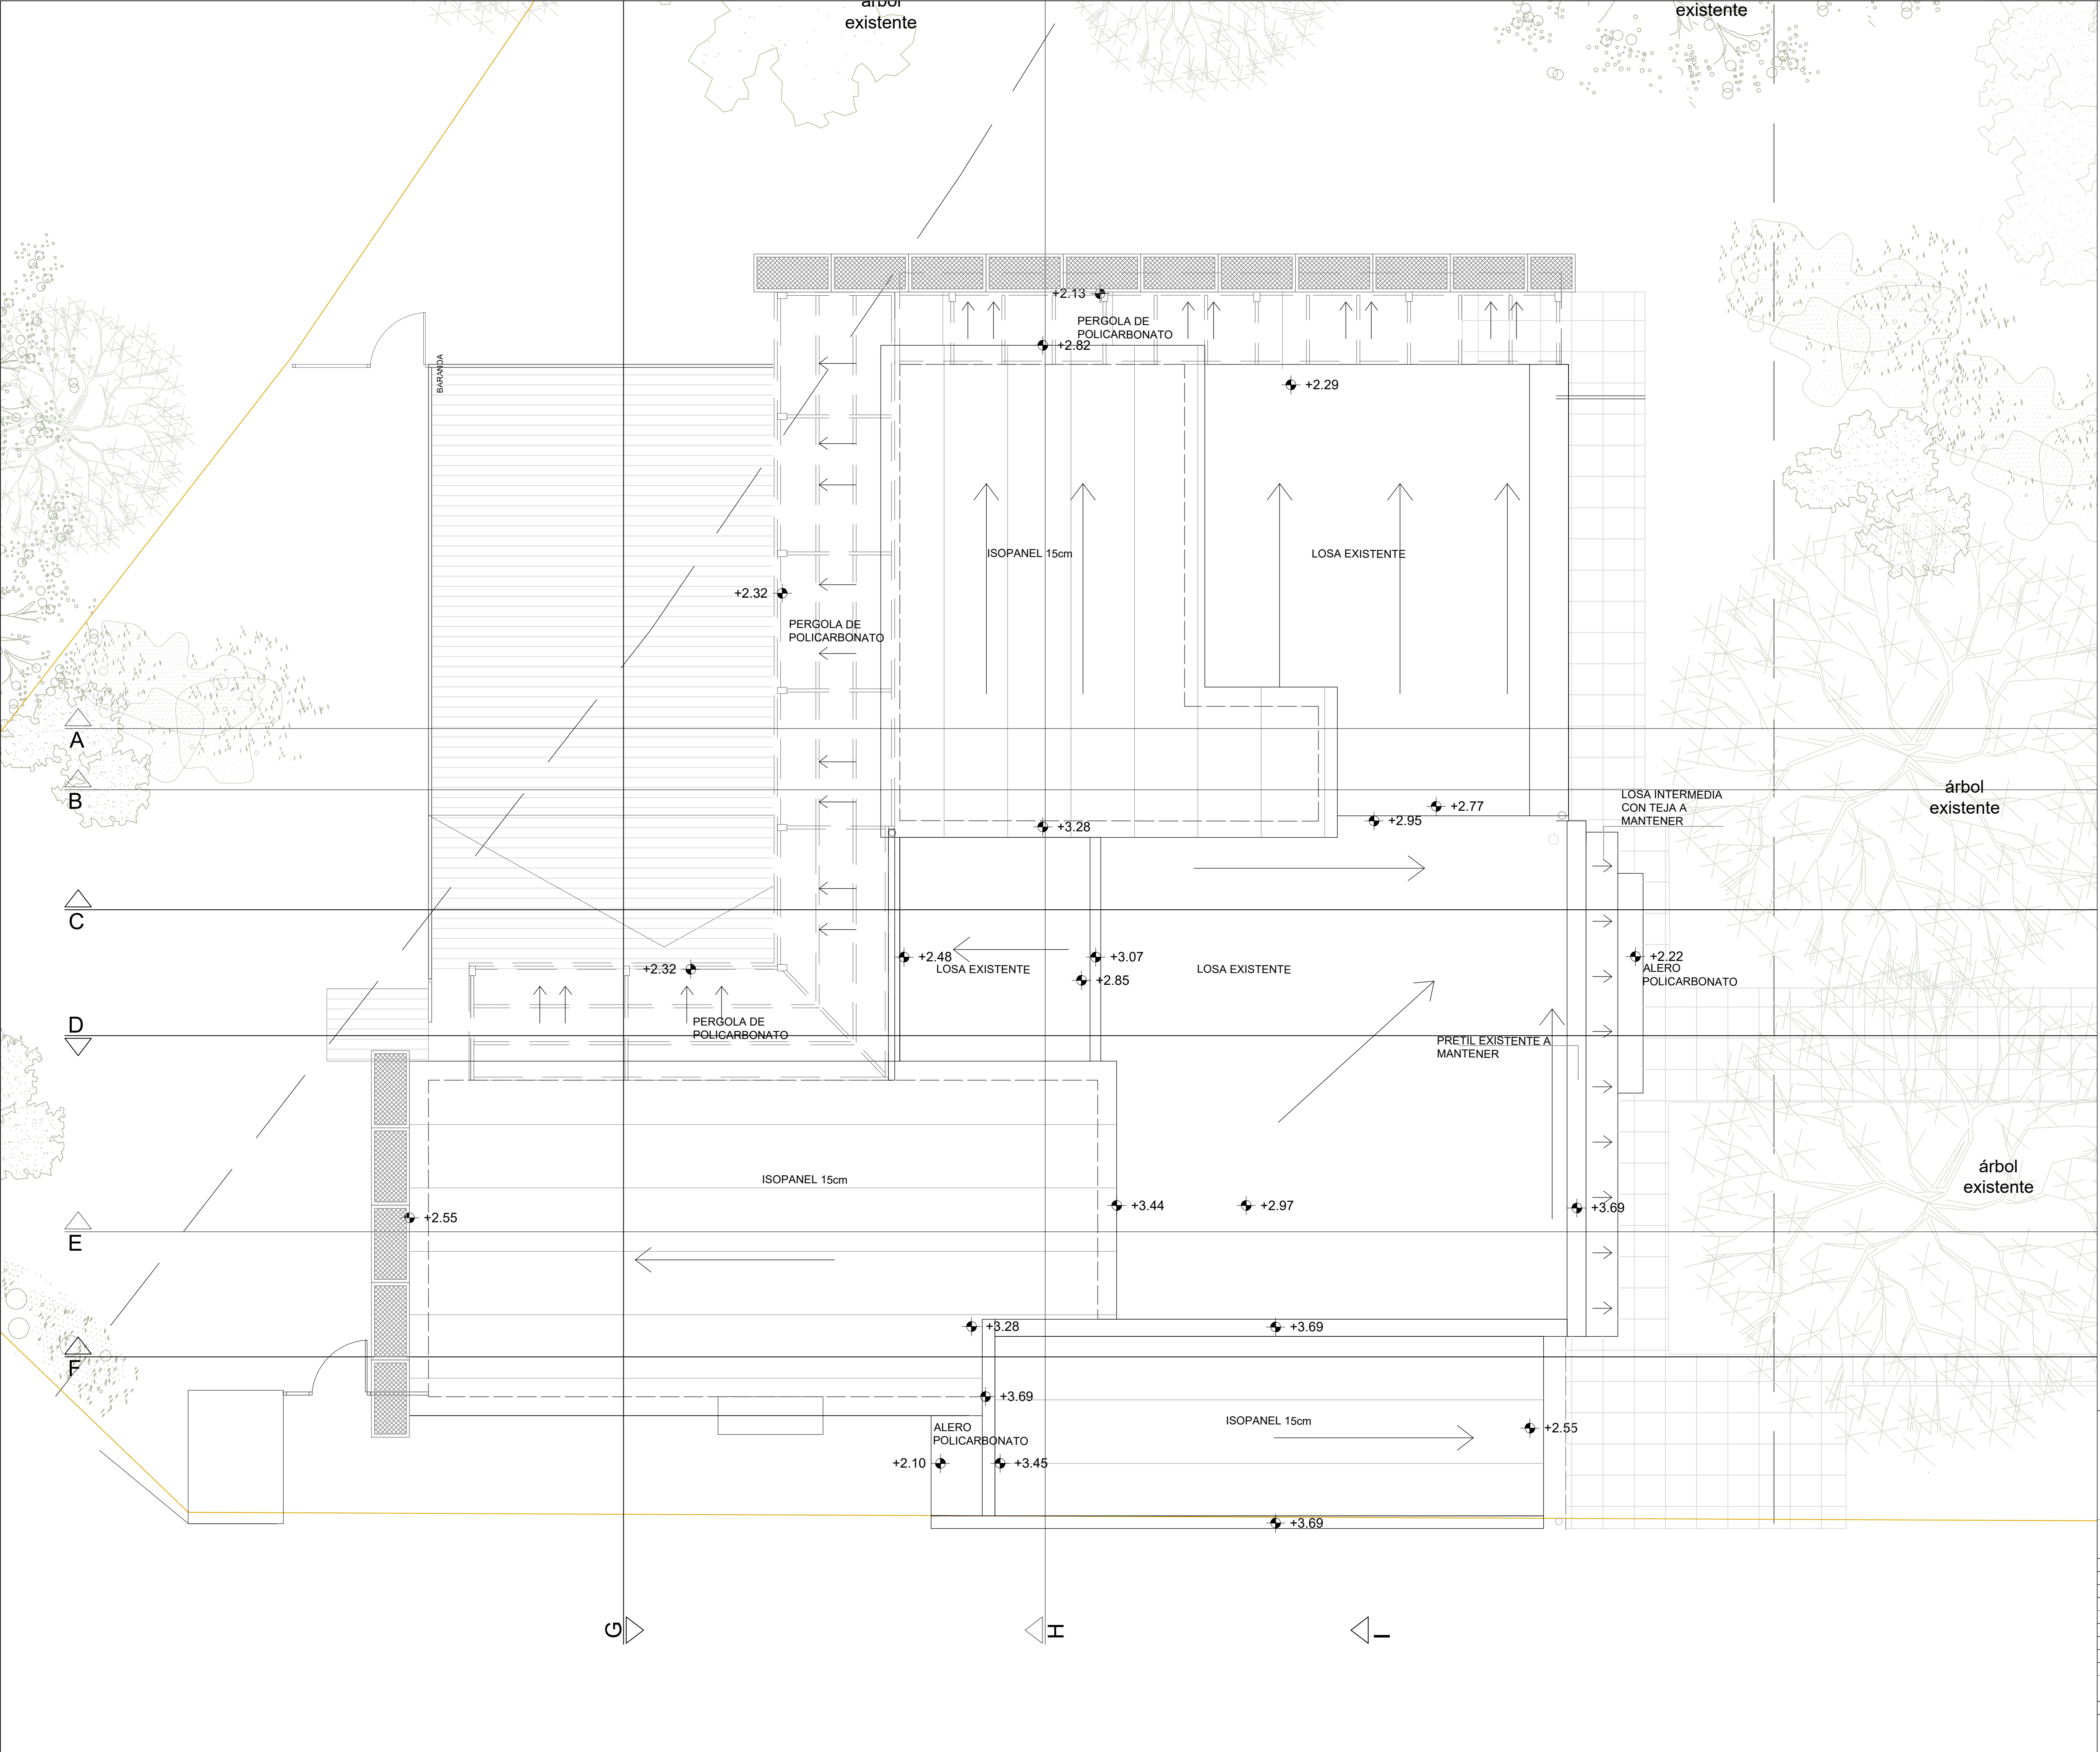 árbol
existente
existente
+2.13
PERGOLA DE
POLICARBONATO
+2.82
BARANDA
+2.29
ISOPANEL 15cm
LOSA EXISTENTE
+2.32
PERGOLA DE
POLICARBONATO
A
B
LOSA INTERMEDIA
CON TEJA A
MANTENER
árbol
existente
+2.77
+2.95
+3.28
C
+2.48
LOSA EXISTENTE
+3.07
+2.85
LOSA EXISTENTE
+2.22
ALERO
POLICARBONATO
+2.32
D
PERGOLA DE
POLICARBONATO
PRETIL EXISTENTE A
MANTENER
árbol
existente
ISOPANEL 15cm
+3.44
+2.97
+3.69
+2.55
E
+3.28
+3.69
F
+3.69
ALERO
POLICARBONATO
ISOPANEL 15cm
+2.55
+2.10
+3.45
+3.69
G
H
I